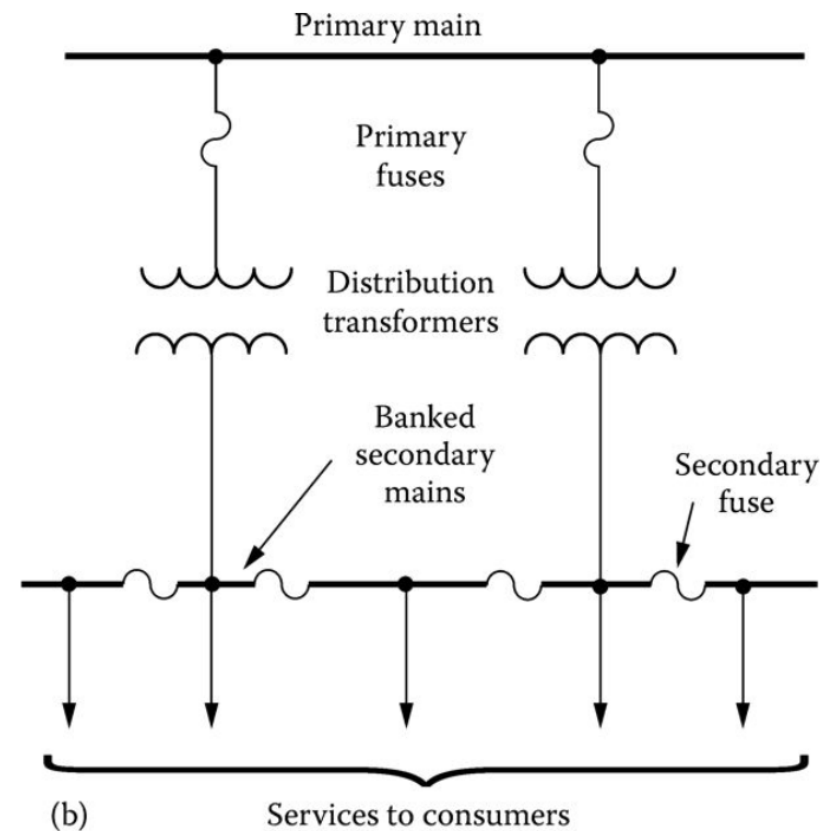 Primary main
Primary
fuses
Distribution
transformers
Banked
secondary
mains
Secondary
fuse
(b)
Services to consumers